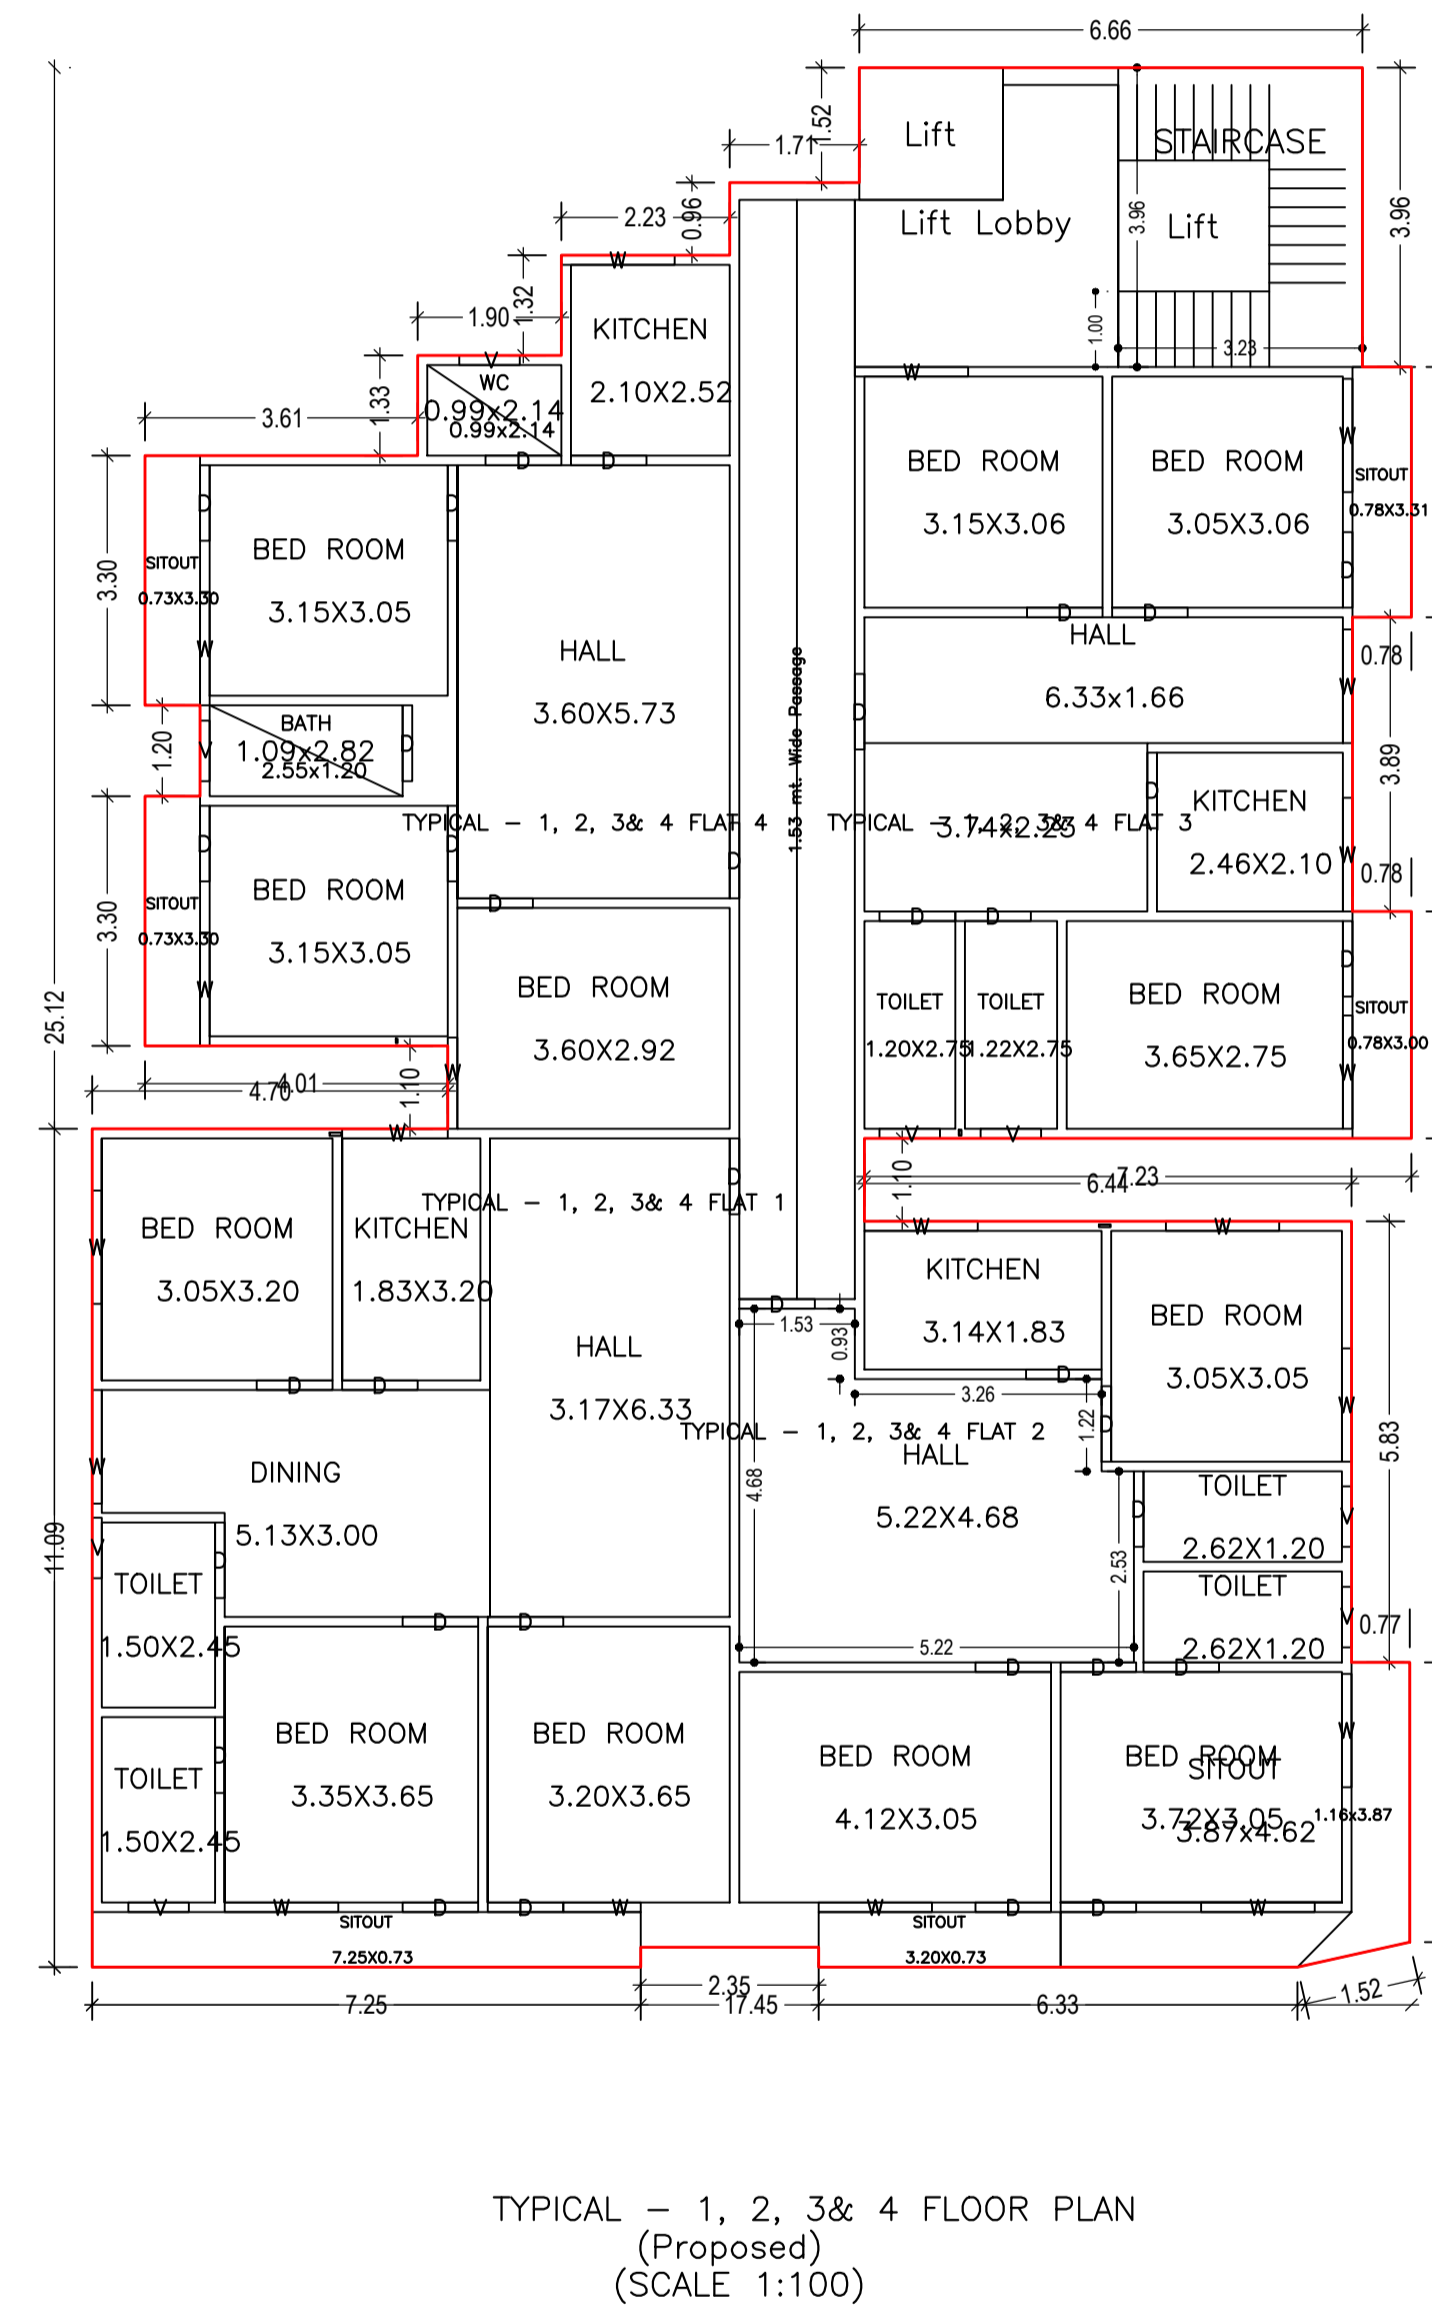 6.66
1.52
Lift
STAIRCASE
1.71
3.96
3.96
0.96
2.23
Lift Lobby
Lift
1.32
W
1.90
KITCHEN
2.10X2.52
1.00
3.23
V
WC
0.99x2.14
0.99x2.14
1.33
3.61
D
D
W
BED ROOM
3.15X3.06
BED ROOM
3.05X3.06
W
SITOUT
0.78X3.31
D
D
D
D
D
3.30
SITOUT
0.73X3.30
BED ROOM
3.15X3.05
W
HALL
3.60X5.73
1.53 mt. Wide Passage
HALL
6.33x1.66
W
0.78
D
1.20
V
BATH
1.09x2.82
2.55x1.20
D
3.89
D
KITCHEN
2.46X2.10
W
0.78
TYPICAL - 1, 2, 3& 4 FLAT 4
TYPICAL - 1, 2, 3& 4 FLAT 3
3.74x2.23
D
D
D
3.30
SITOUT
0.73X3.30
BED ROOM
3.15X3.05
W
D
BED ROOM
3.60X2.92
W
D
D
TOILET
1.20X2.75
TOILET
1.22X2.75
BED ROOM
3.65X2.75
D
W
SITOUT
0.78X3.00
V
V
25.12
4.01
4.70
1.10
1.10
7.23
6.44
W
D
TYPICAL - 1, 2, 3& 4 FLAT 1
W
BED ROOM
3.05X3.20
KITCHEN
1.83X3.20
D
D
HALL
3.17X6.33
W
W
KITCHEN
3.14X1.83
BED ROOM
3.05X3.05
W
5.83
D
1.53
0.93
D
3.26
1.22
D
TYPICAL - 1, 2, 3& 4 FLAT 2
HALL
5.22X4.68
4.68
2.53
5.22
W
DINING
5.13X3.00
11.09
V
D
TOILET
1.50X2.45
D
TOILET
2.62X1.20
V
TOILET
2.62X1.20
V
0.77
D
D
D
D
D
TOILET
1.50X2.45
D
BED ROOM
3.35X3.65
BED ROOM
3.20X3.65
BED ROOM
4.12X3.05
BED ROOM
3.72X3.05
SITOUT
3.87x4.62
W
1.16x3.87
V
W
D
D
W
W
D
D
W
SITOUT
7.25X0.73
SITOUT
3.20X0.73
2.35
7.25
17.45
6.33
1.52
TYPICAL - 1, 2, 3& 4 FLOOR PLAN
(Proposed)
(SCALE 1:100)